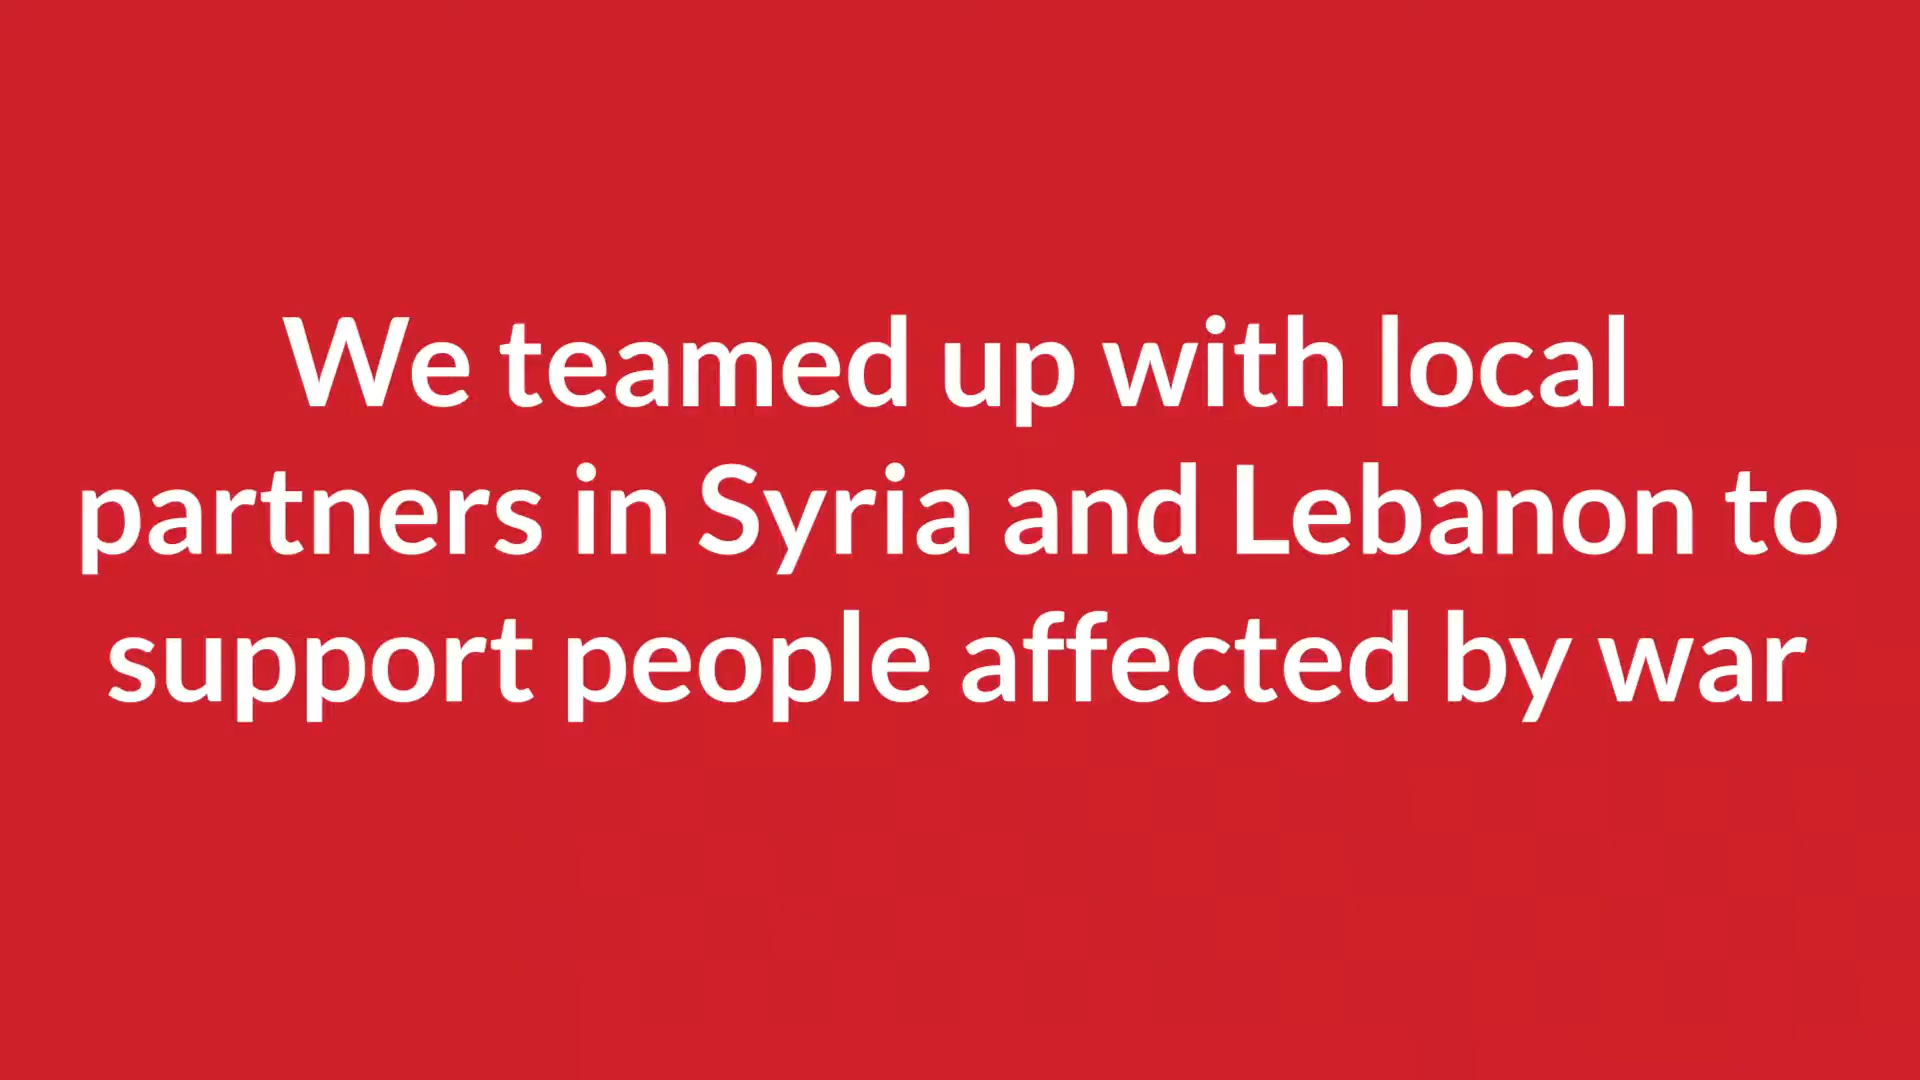 We teamed up with local
partners in Syria and Lebanon to
support people affected by war